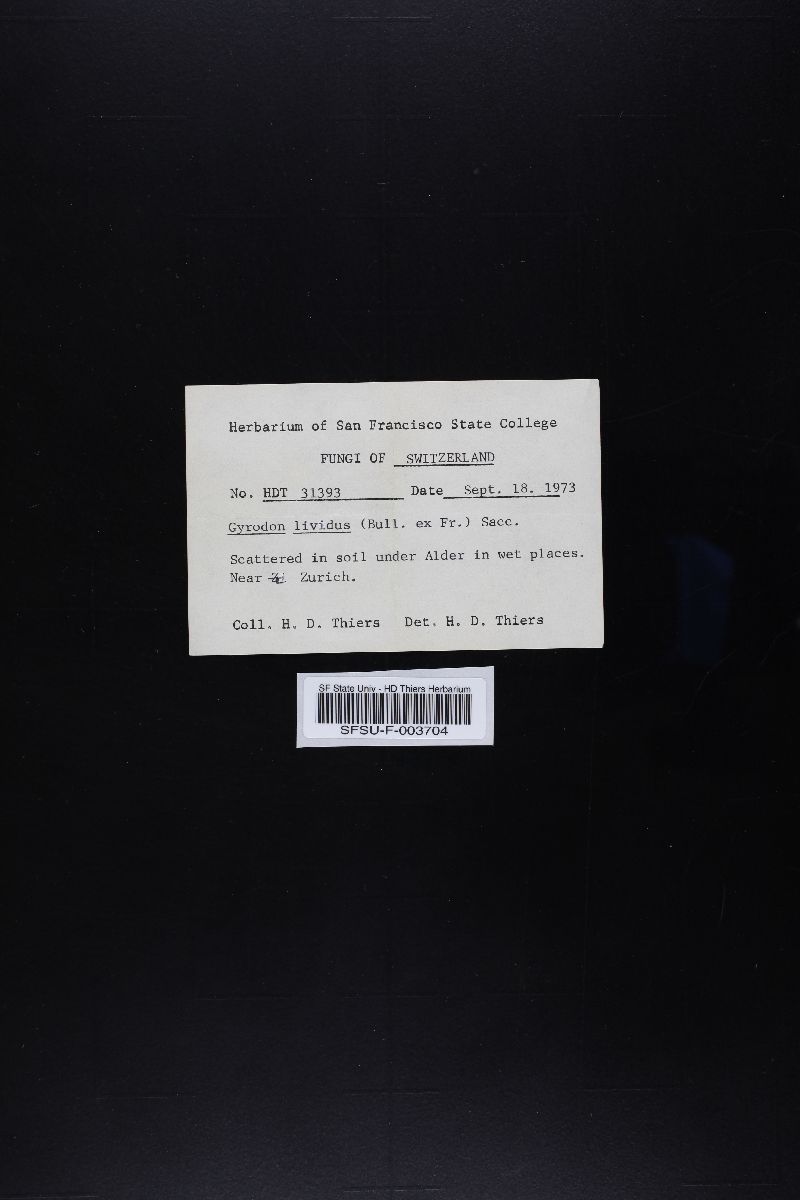 Herbarium of San Francisco State College
FUNGI OF SWITZERLAND
No. HDT 31393 Date Sept. 18. 1973
Gyrodon lividus (Bull. ex Fr.) Sacc.
Scattered in soil under Alder in wet places.
Near Zurich.
Coll. H. D. Thiers Det. H. D. Thiers
SF State Univ - HD Thiers Herbarium
SFSU-F-003704